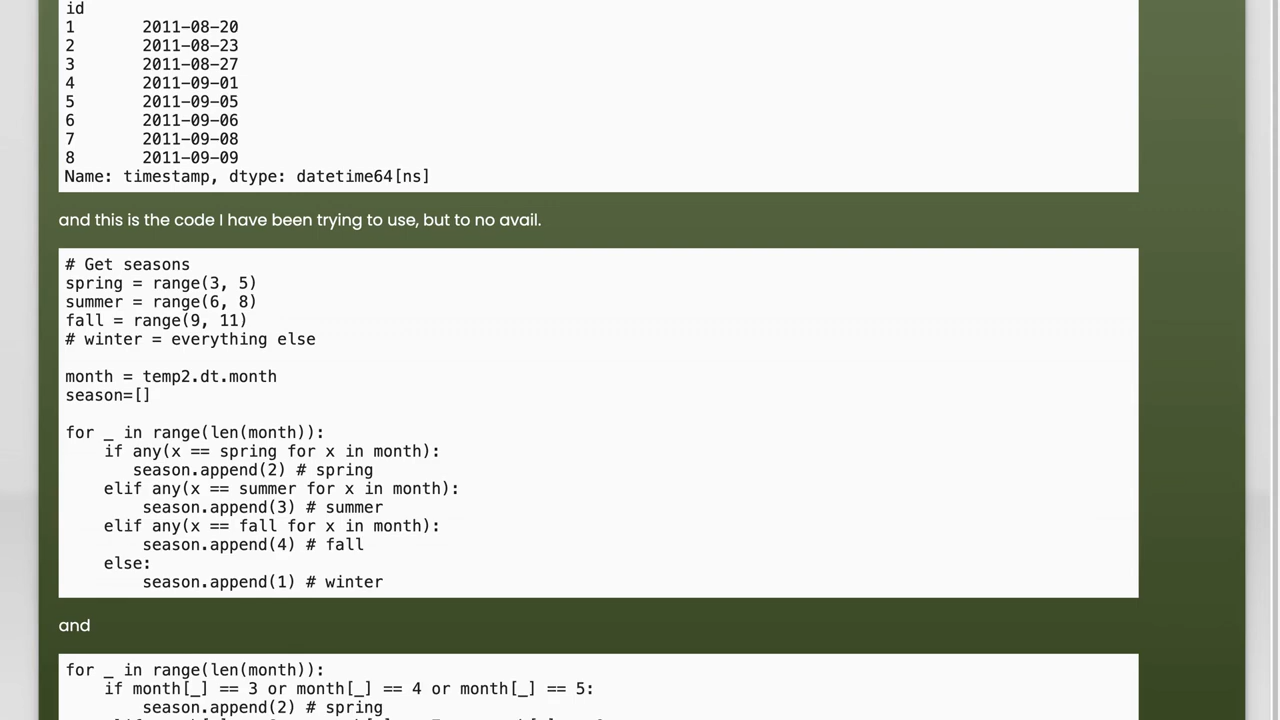 id
1       2011-08-20
2       2011-08-23
3       2011-08-27
4       2011-09-01
5       2011-09-05
6       2011-09-06
7       2011-09-08
8       2011-09-09
Name: timestamp, dtype: datetime64[ns]
and this is the code I have been trying to use, but to no avail.
# Get seasons
spring = range(3, 5)
summer = range(6, 8)
fall = range(9, 11)
# winter = everything else
month = temp2.dt.month
season=[]
for _ in range(len(month)):
    if any(x == spring for x in month):
       season.append(2) # spring
    elif any(x == summer for x in month):
        season.append(3) # summer
    elif any(x == fall for x in month):
        season.append(4) # fall
    else:
        season.append(1) # winter
and
for _ in range(len(month)):
    if month[_] == 3 or month[_] == 4 or month[_] == 5:
        season.append(2) # spring